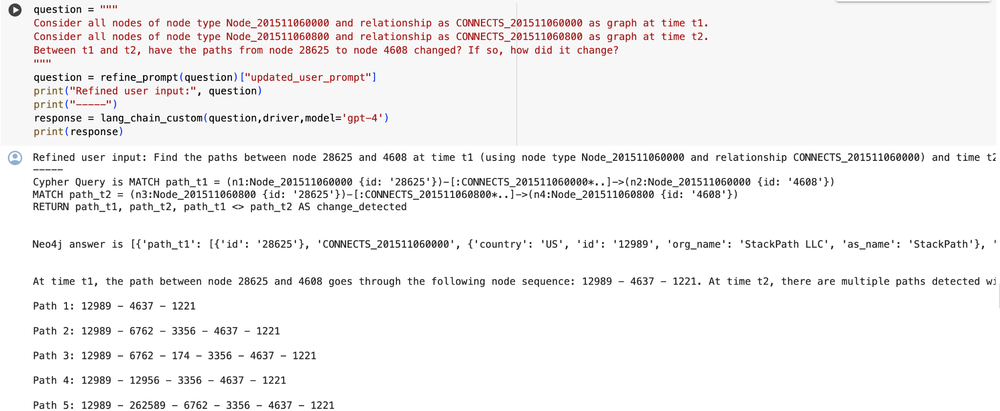 question = """
Consider all nodes of node type Node_201511060000 and relationship as CONNECTS_201511060000 as graph at time t1.
Consider all nodes of node type Node_201511060800 and relationship as CONNECTS_201511060800 as graph at time t2.
Between t1 and t2, have the paths from node 28625 to node 4608 changed? If so, how did it change?
"""
question = refine_prompt(question)["updated_user_prompt"]
print("Refined user input:", question)
print("-----")
response = lang_chain_custom(question,driver,model='gpt-4')
print(response)
Refined user input: Find the paths between node 28625 and 4608 at time t1 (using node type Node_201511060000 and relationship CONNECTS_201511060000) and time t2
-----
Cypher Query is MATCH path_t1 = (n1:Node_201511060000 {id: '28625'})-[:CONNECTS_201511060000*..]->(n2:Node_201511060000 {id: '4608'})
MATCH path_t2 = (n3:Node_201511060800 {id: '28625'})-[:CONNECTS_201511060800*..]->(n4:Node_201511060800 {id: '4608'})
RETURN path_t1, path_t2, path_t1 <> path_t2 AS change_detected
Neo4j answer is [{'path_t1': [{'id': '28625'}, 'CONNECTS_201511060000', {'country': 'US', 'id': '12989', 'org_name': 'StackPath LLC', 'as_name': 'StackPath'}, '
At time t1, the path between node 28625 and 4608 goes through the following node sequence: 12989 - 4637 - 1221. At time t2, there are multiple paths detected wi
Path 1: 12989 - 4637 - 1221
Path 2: 12989 - 6762 - 3356 - 4637 - 1221
Path 3: 12989 - 6762 - 174 - 3356 - 4637 - 1221
Path 4: 12989 - 12956 - 3356 - 4637 - 1221
Path 5: 12989 - 262589 - 6762 - 3356 - 4637 - 1221